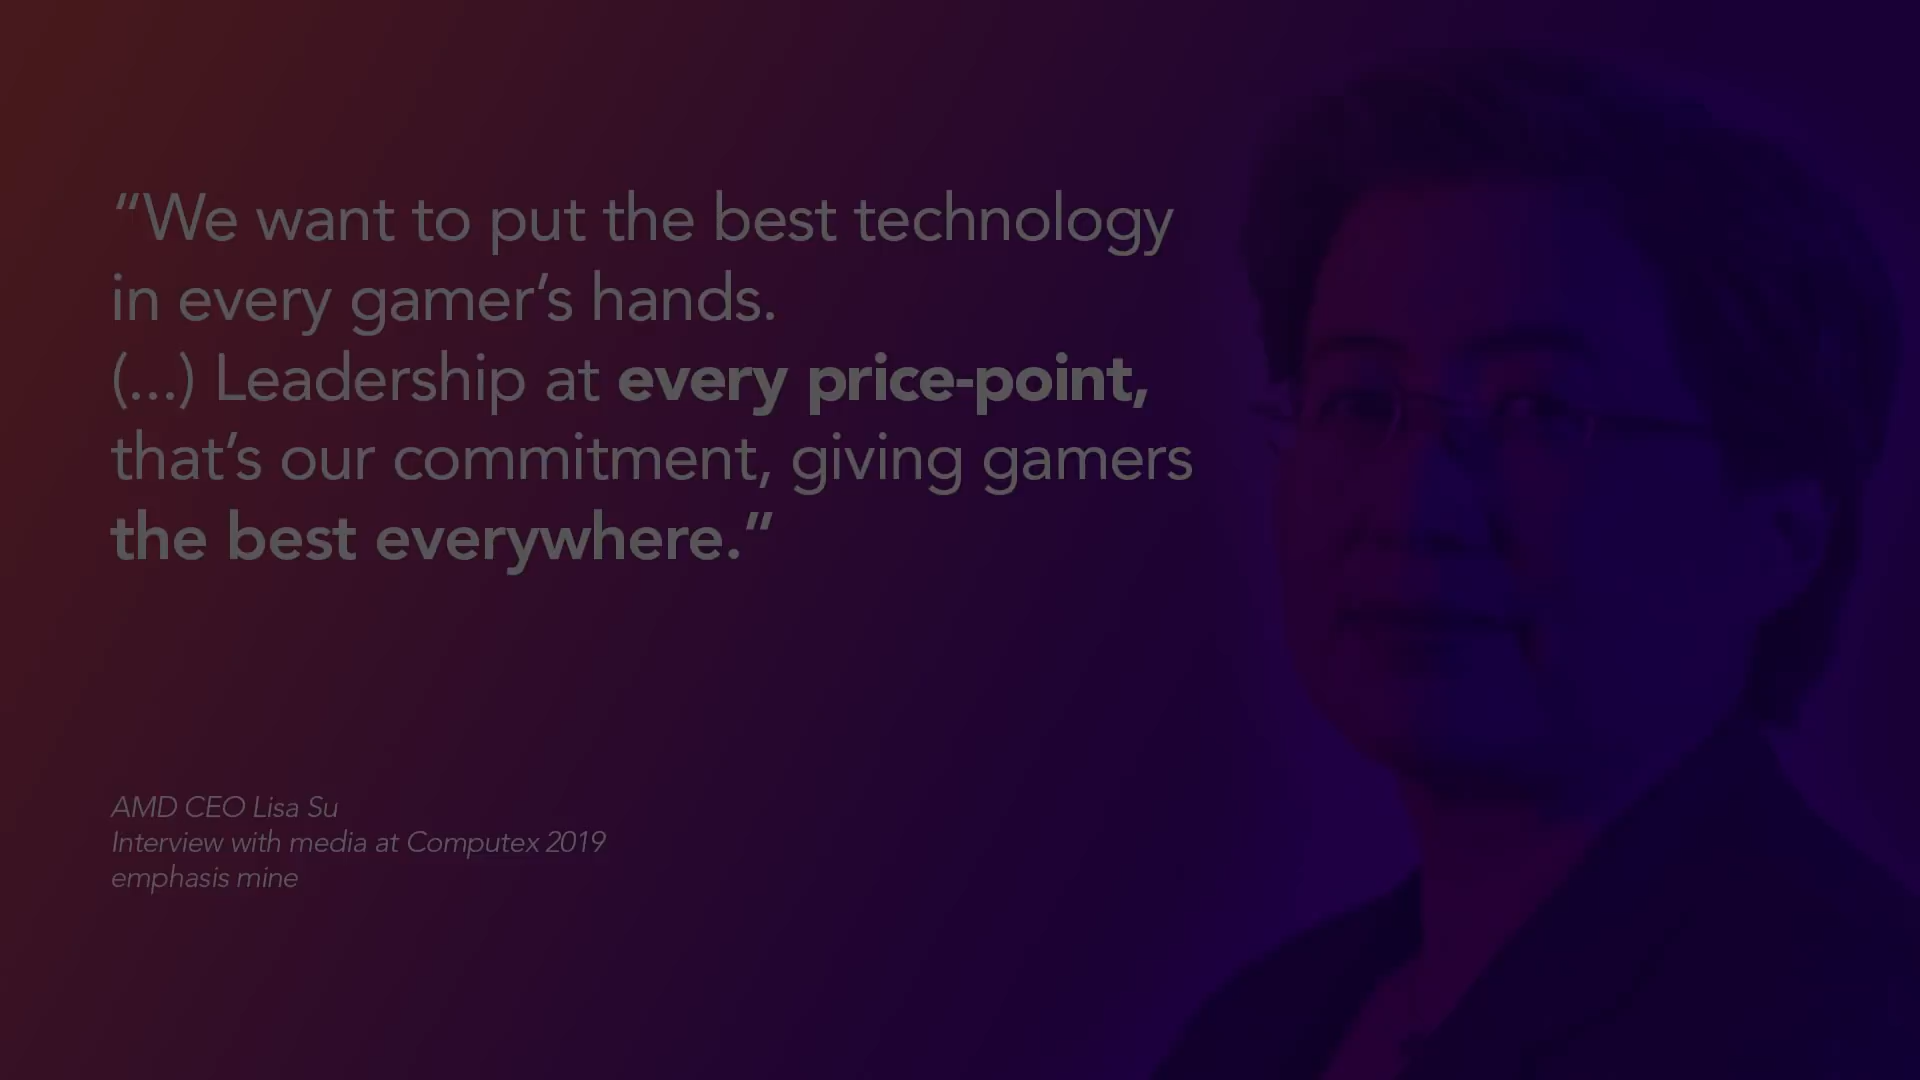 “We want to put the best technology
in every gamer’s hands.
(...) Leadership at every price-point,
that’s our commitment, giving gamers
the best everywhere.”
AMD CEO Lisa Su
Interview with media at Computex 2019
emphasis mine